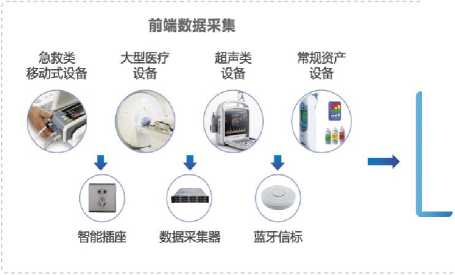 前端数据采集
急救类
移动式设备
大型医疗
设备
超声类
设备
常规资产
设备
智能插座
数据采集器
蓝牙信标